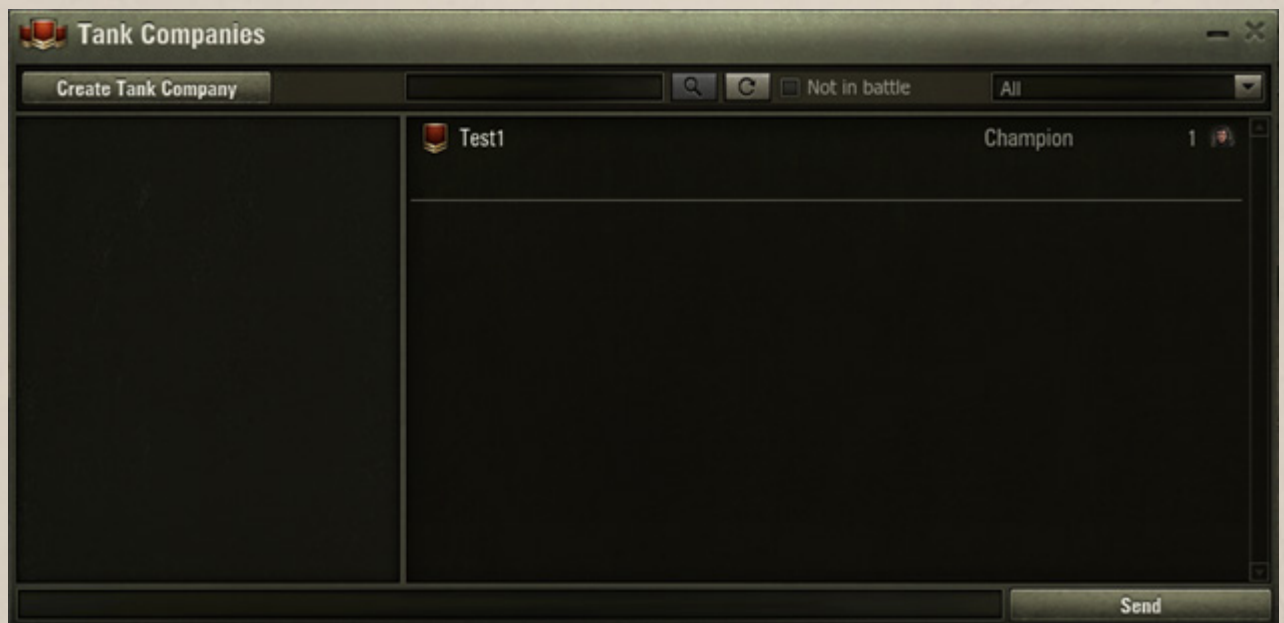 Tank Companies
Create Tank Company
Not in battle
All
Test1
Champion
1
Send